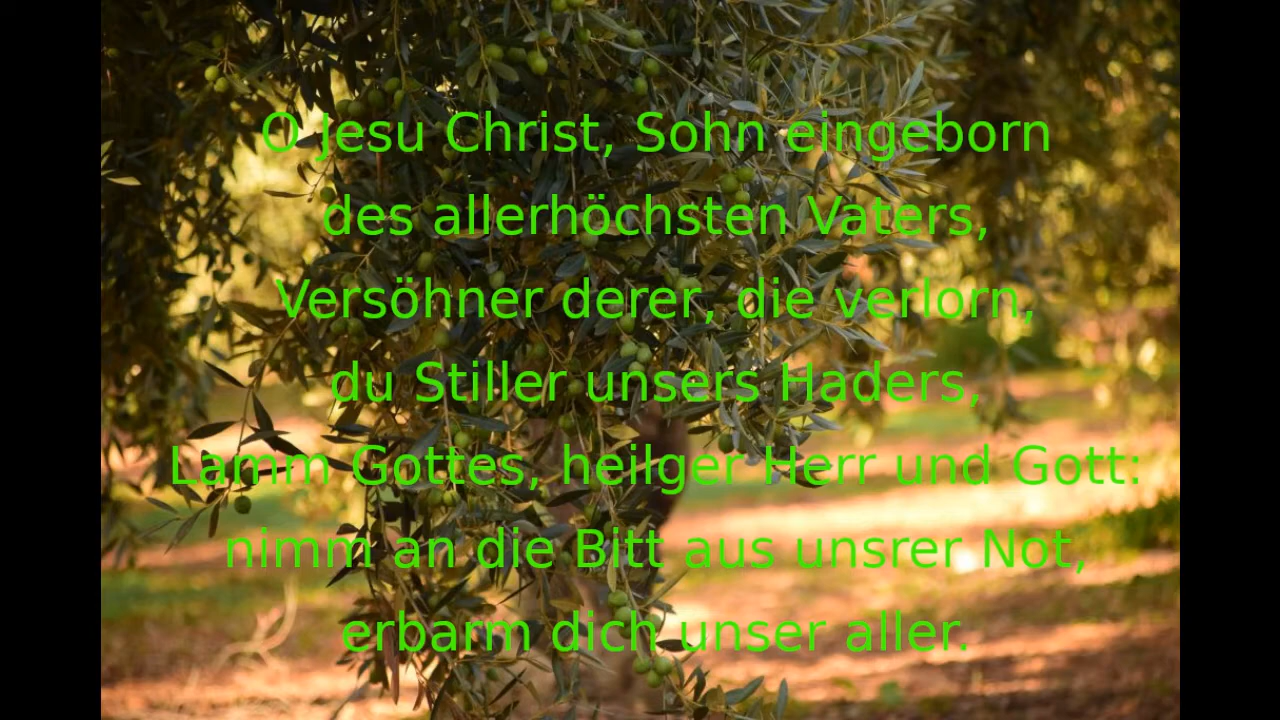 O Jesu Christ, Sohn eingeborn
des allerhöchsten Vaters,
Versöhner derer, die verlorn,
du Stiller unsers Haders,
Lamm Gottes, heilger Herr und Gott:
nimm an die Bitt aus unsrer Not,
erbarm dich unser aller.